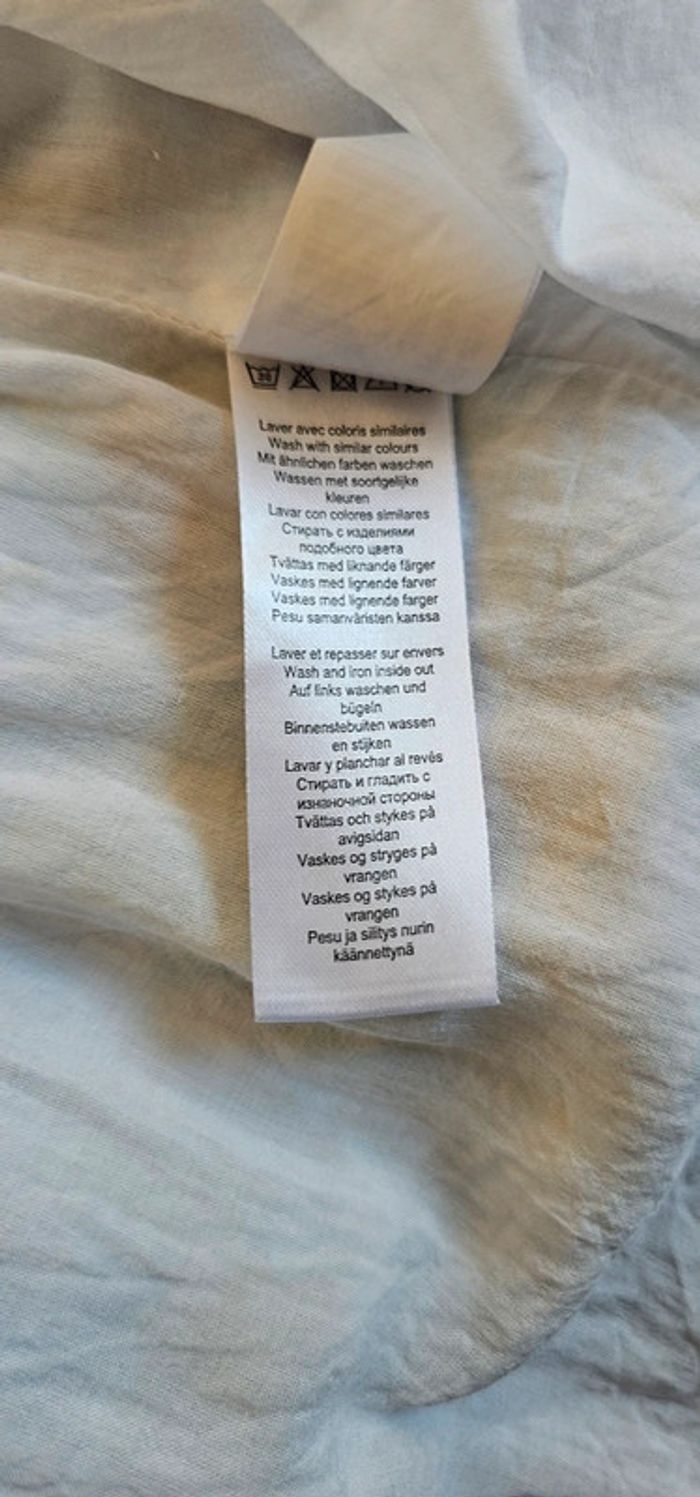 30
Laver avec coloris similaires
Wash with similar colours
Mit ähnlichen farben waschen
Wassen met soortgelijke
kleuren
Lavar con colores similares
Стирать с изделиями
подобного цвета
Tvättas med liknande färger
Vaskes med lignende farver
Vaskes med lignende farger
Pesu samanväristen kanssa
Laver et repasser sur envers
Wash and iron inside out
Auf links waschen und
bügeln
Binnenstebuiten wassen
en stijken
Lavar y planchar al revés
Стирать и гладить с
изнаночной стороны
Tvättas och stykes på
avigsidan
Vaskes og stryges på
vrangen
Vaskes og stykes på
vrangen
Pesu ja silitys nurin
käännettynä